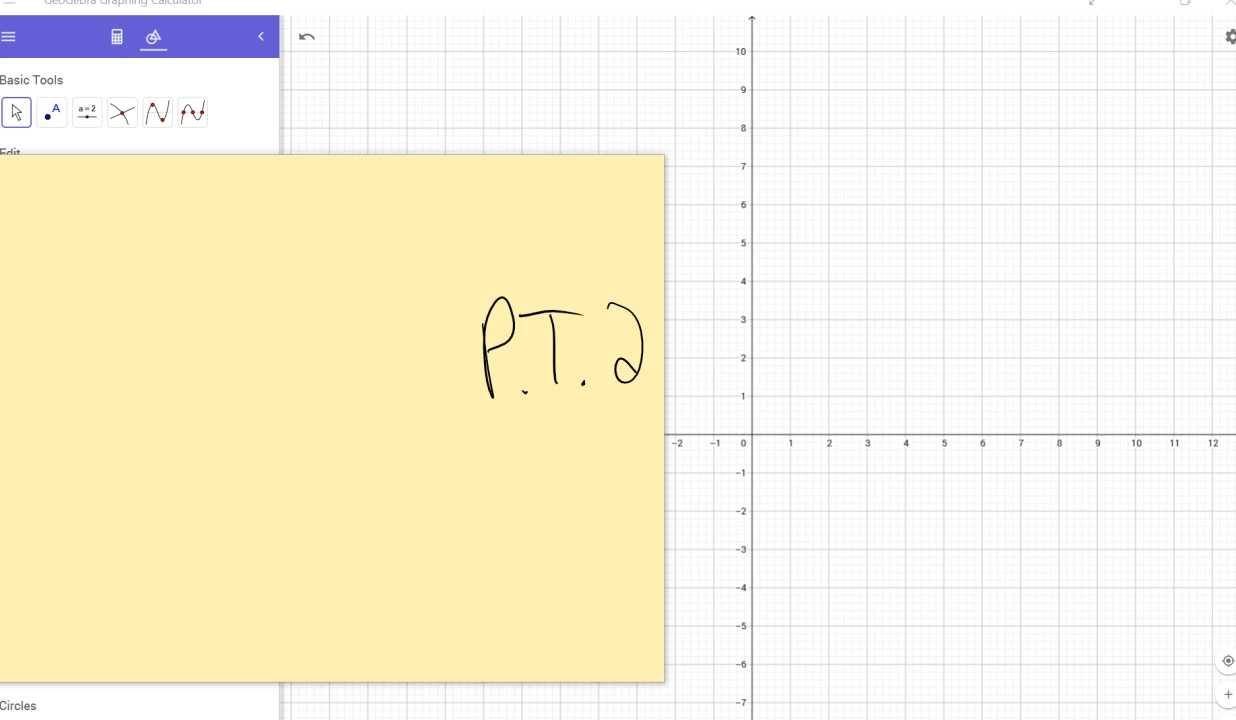 GeoGebra Graphing Calculator
Basic Tools
A
a=2
Edit
P.T.2
Circles
10
9
8
7
6
5
4
3
2
1
-2 -1 0 1 2 3 4 5 6 7 8 9 10 11 12
-1
-2
-3
-4
-5
-6
-7